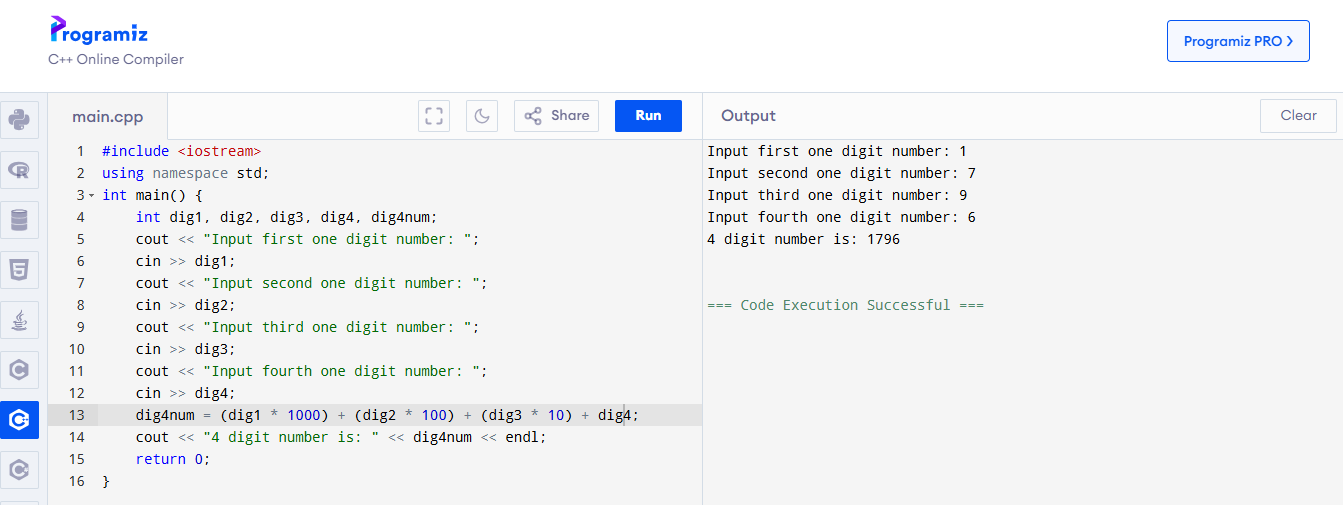 Programiz
C++ Online Compiler
Programiz PRO >
main.cpp
Share
Run
Output
Clear
1 #include <iostream>
2 using namespace std;
3 int main() {
4     int dig1, dig2, dig3, dig4, dig4num;
5     cout << "Input first one digit number: ";
6     cin >> dig1;
7     cout << "Input second one digit number: ";
8     cin >> dig2;
9     cout << "Input third one digit number: ";
10     cin >> dig3;
11     cout << "Input fourth one digit number: ";
12     cin >> dig4;
13     dig4num = (dig1 * 1000) + (dig2 * 100) + (dig3 * 10) + dig4;
14     cout << "4 digit number is: " << dig4num << endl;
15     return 0;
16 }
Input first one digit number: 1
Input second one digit number: 7
Input third one digit number: 9
Input fourth one digit number: 6
4 digit number is: 1796
=== Code Execution Successful ===